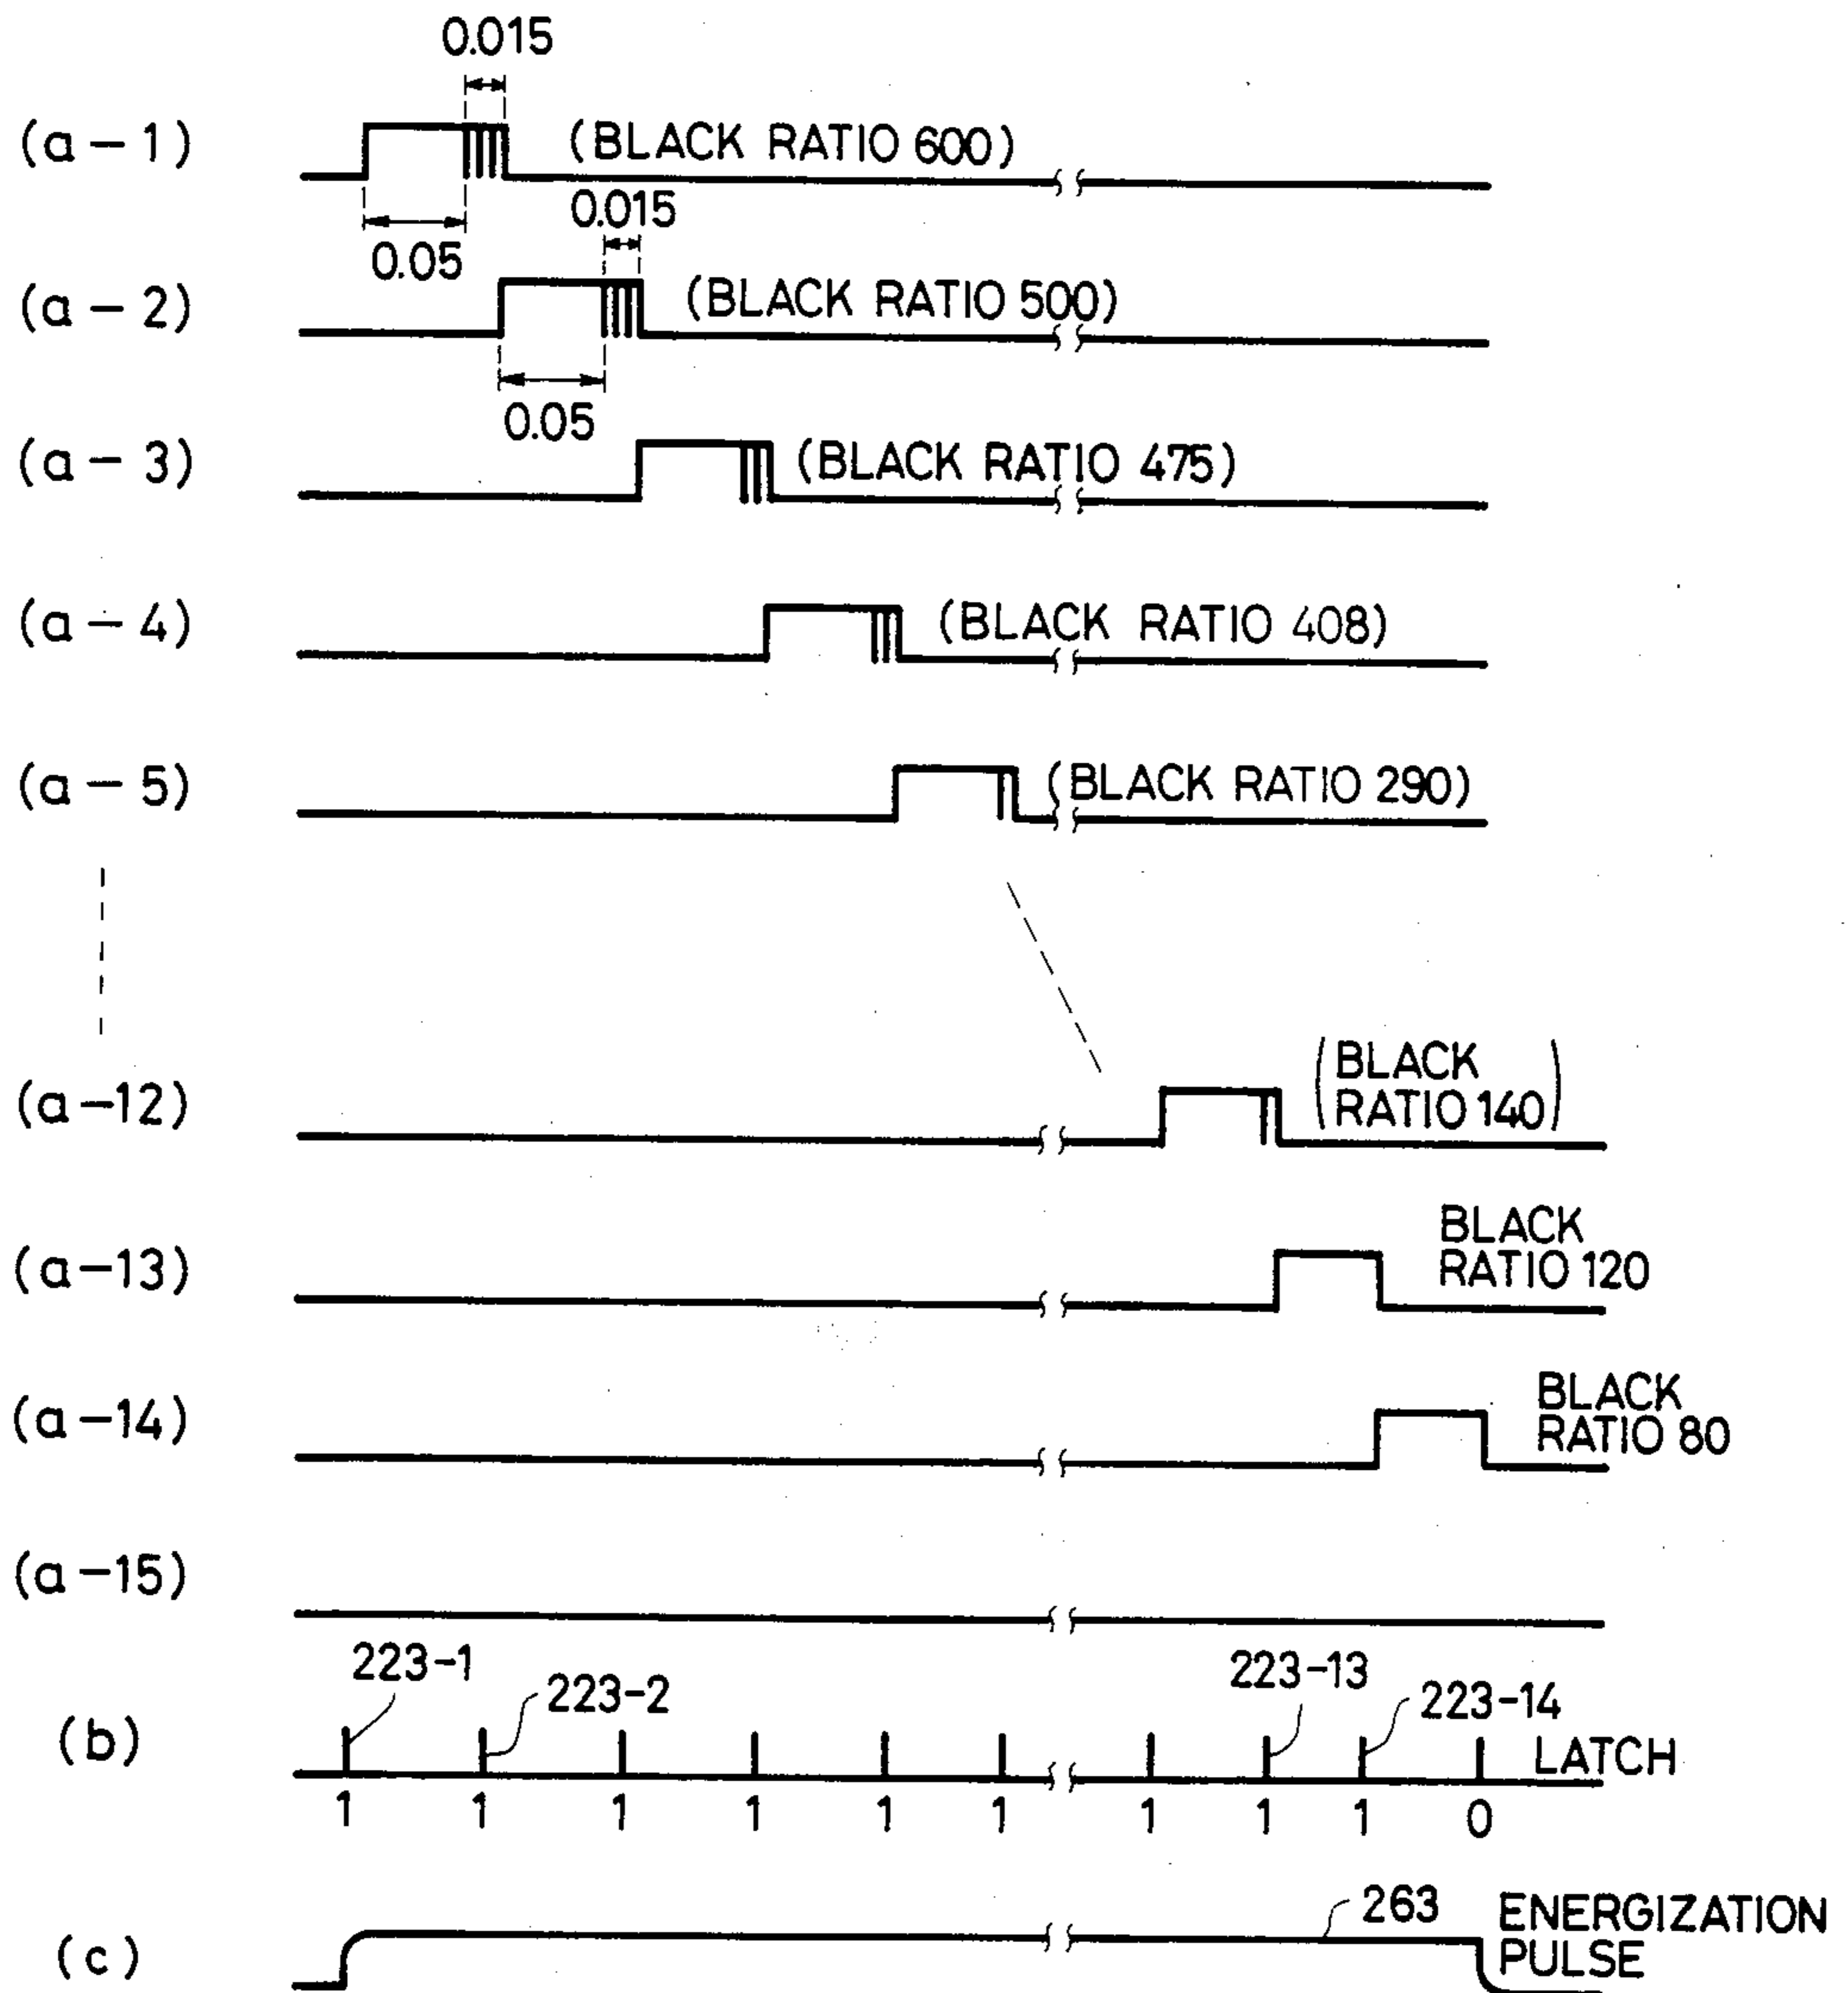 0.015
(a-1)
(BLACK RATIO 600)
0.05
0.015
(a-2)
(BLACK RATIO 500)
0.05
(a-3)
(BLACK RATIO 475)
(a-4)
(BLACK RATIO 408)
(a-5)
(BLACK RATIO 290)
(a-12)
(BLACK
RATIO 140)
(a-13)
BLACK
RATIO 120
(a-14)
BLACK
RATIO 80
(a-15)
223-1
223-2
223-13
223-14
(b)
LATCH
1 1 1 1 1 1 1 1 1 0
(c)
263
ENERGIZATION
PULSE